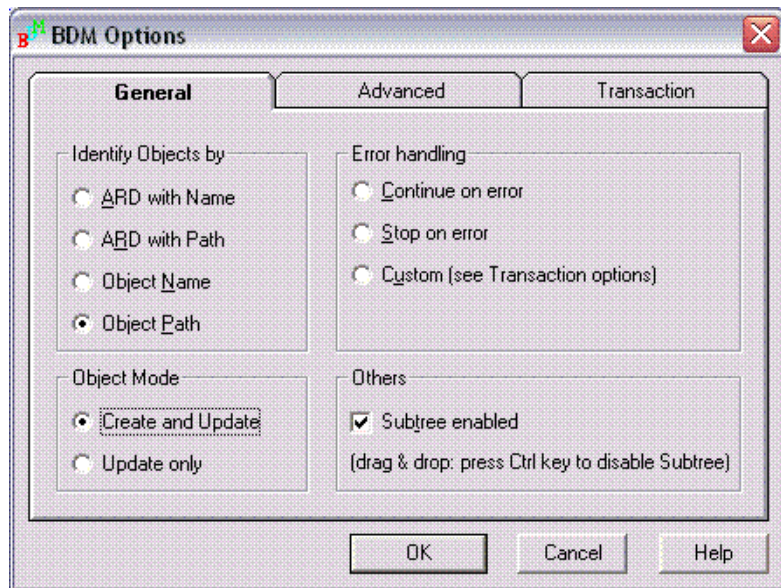 BDM Options
General
Advanced
Transaction
Identify Objects by
ARD with Name
ARD with Path
Object Name
Object Path
Error handling
Continue on error
Stop on error
Custom (see Transaction options)
Object Mode
Create and Update
Update only
Others
Subtree enabled
(drag & drop: press Ctrl key to disable Subtree)
OK
Cancel
Help